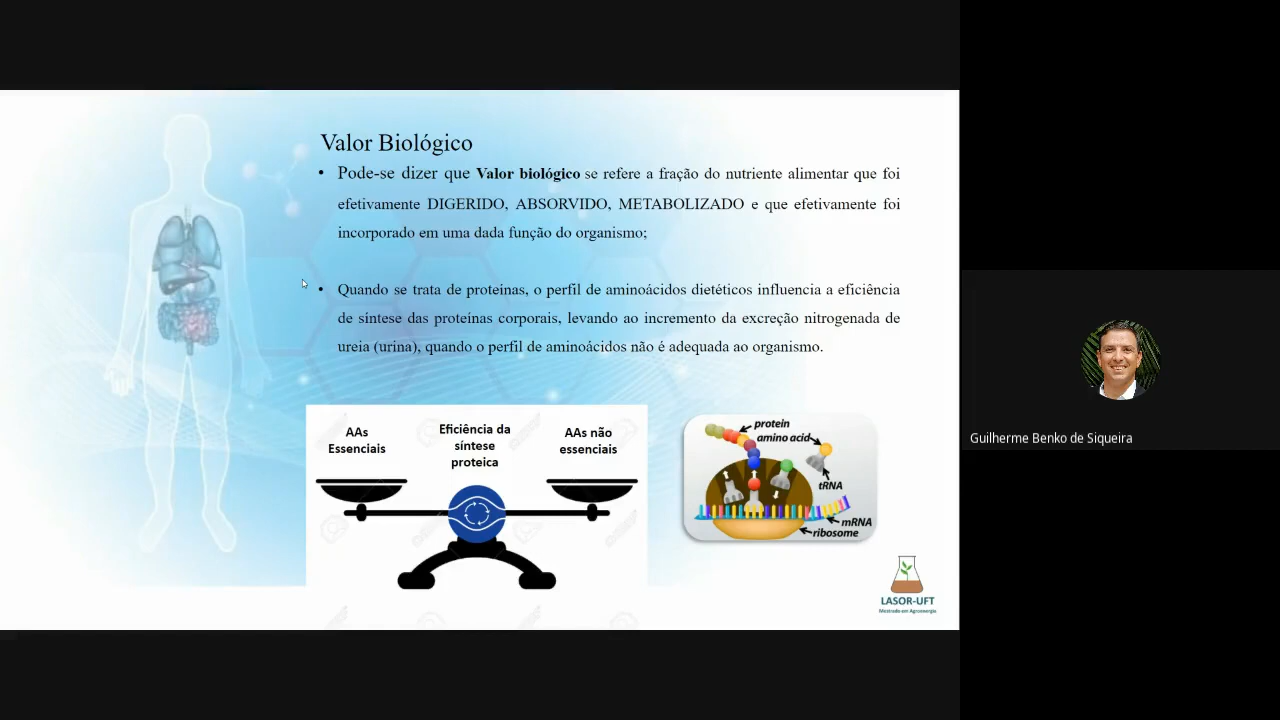 Valor Biológico
• Pode-se dizer que Valor biológico se refere a fração do nutriente alimentar que foi
efetivamente DIGERIDO, ABSORVIDO, METABOLIZADO e que efetivamente foi
incorporado em uma dada função do organismo;
• Quando se trata de proteínas, o perfil de aminoácidos dietéticos influencia a eficiência
de síntese das proteínas corporais, levando ao incremento da excreção nitrogenada de
ureia (urina), quando o perfil de aminoácidos não é adequada ao organismo.
AAs
Essenciais
Eficiência da
síntese
proteica
AAs não
essenciais
protein
amino acid
tRNA
mRNA
ribosome
LASOR-UFT
Mestrado em Agroenergia
Guilherme Benko de Siqueira